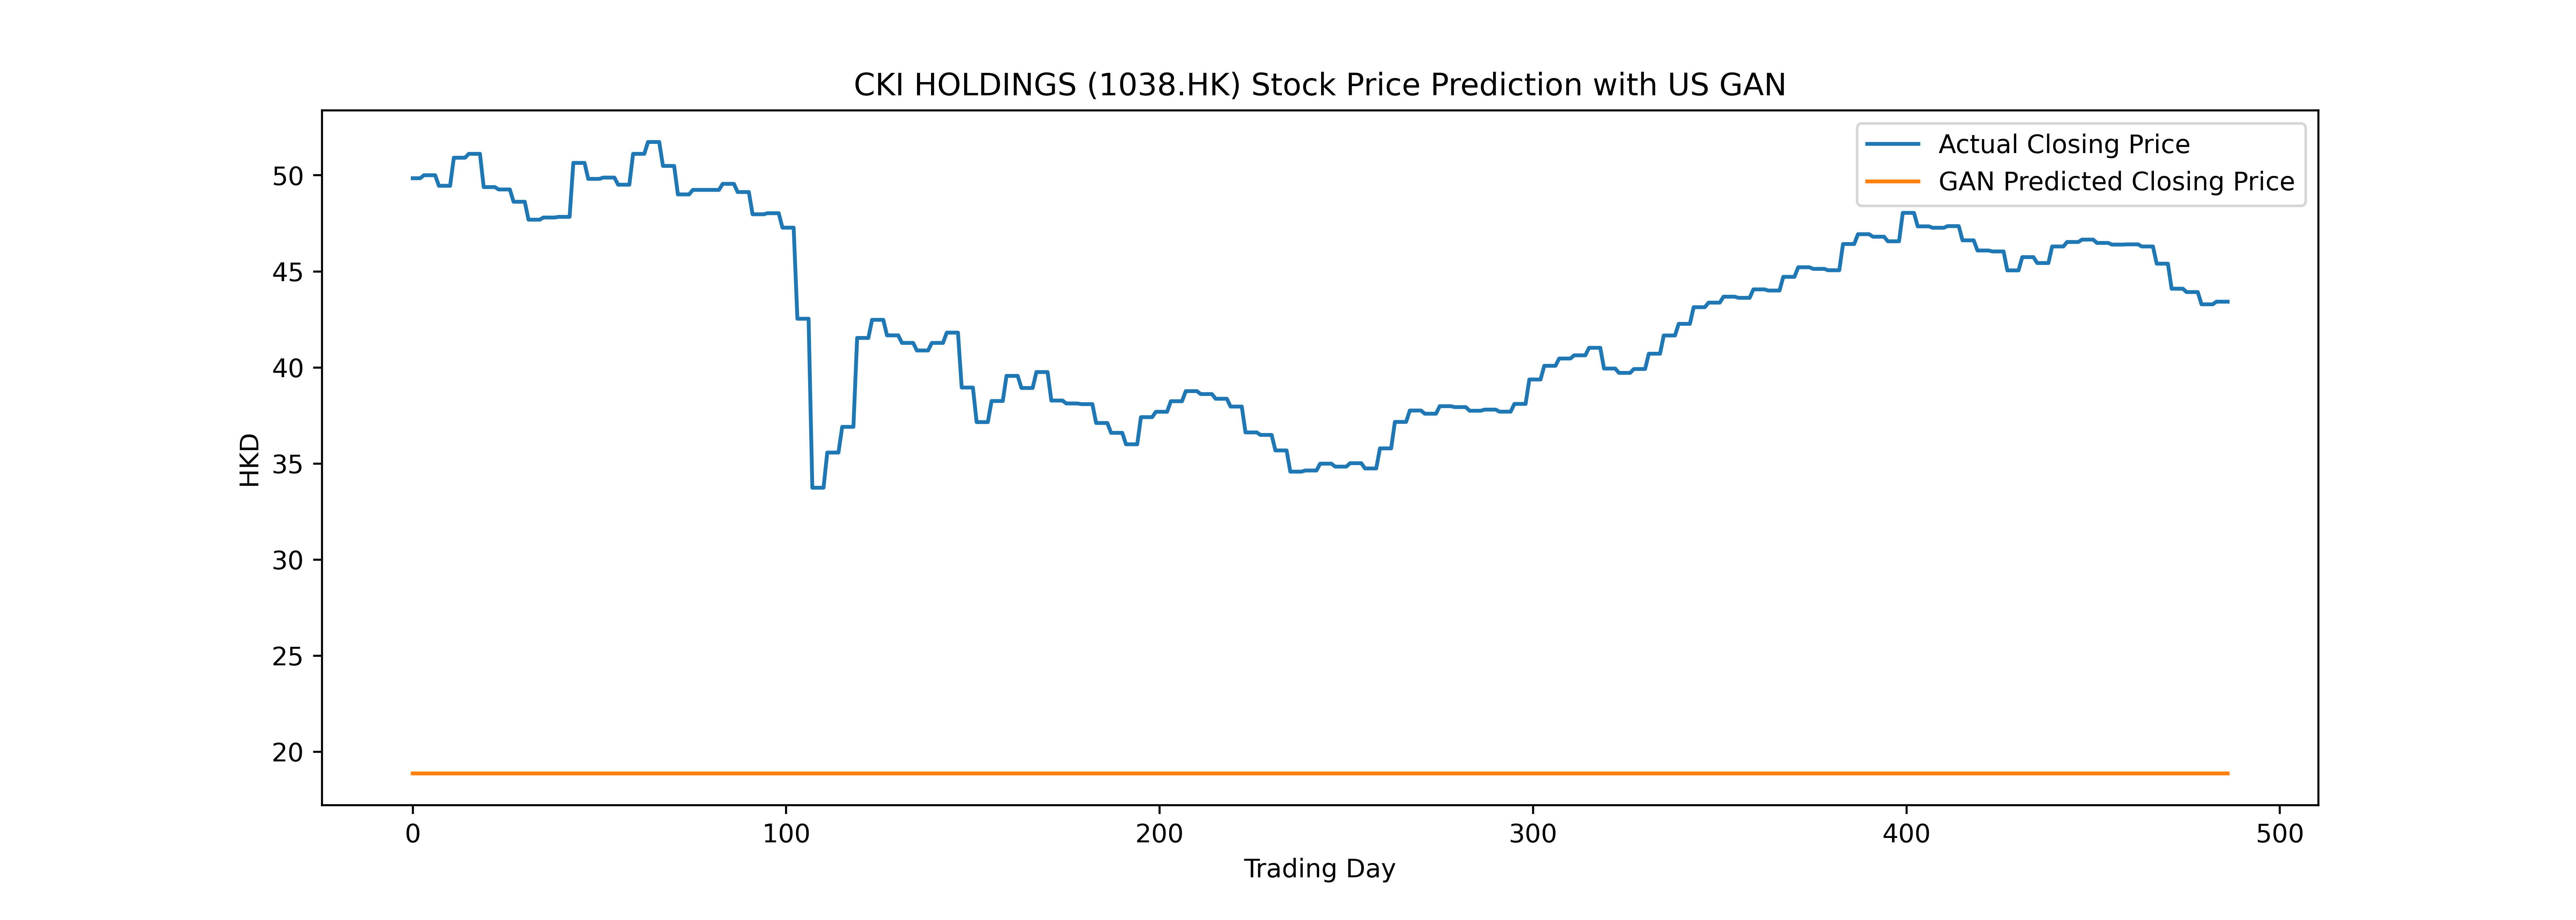 CKI HOLDINGS (1038.HK) Stock Price Prediction with US GAN
Actual Closing Price
GAN Predicted Closing Price
HKD
50
45
40
35
30
25
20
0 100 200 300 400 500
Trading Day